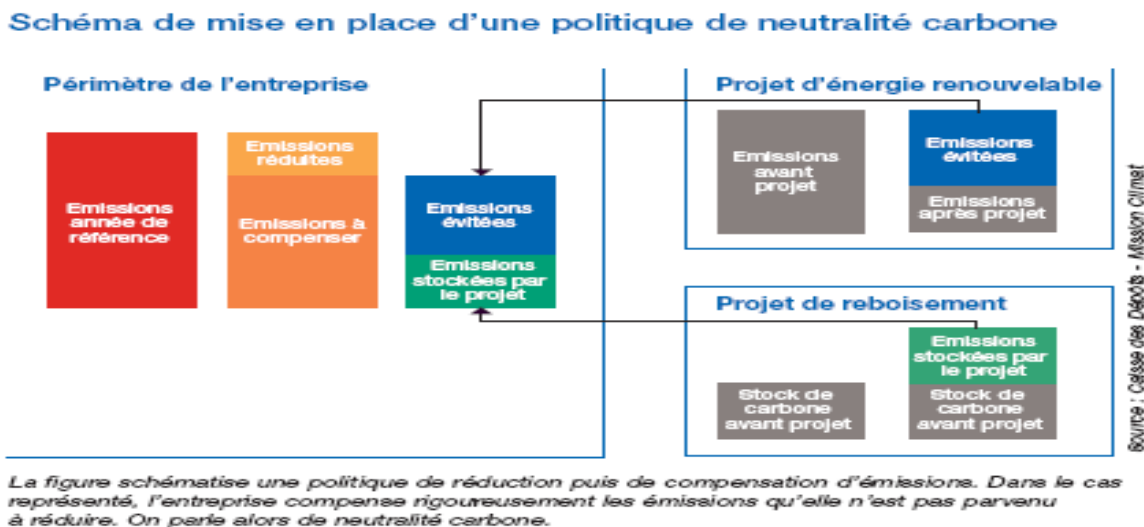 Schéma de mise en place d'une politique de neutralité carbone
Périmètre de l'entreprise
Emissions
année de
référence
Emissions
réduites
Emissions à
compenser
Emissions
évitées
Emissions
stockées par
le projet
Projet d'énergie renouvelable
Emissions
avant
projet
Emissions
évitées
Emissions
après projet
Projet de reboisement
Stock de
carbone
avant projet
Emissions
stockées par
le projet
Stock de
carbone
avant projet
Source : Caisse des Dépôts - Mission Climat
La figure schématise une politique de réduction puis de compensation d'émissions. Dans le cas
représenté, l'entreprise compense rigoureusement les émissions qu'elle n'est pas parvenu
à réduire. On parle alors de neutralité carbone.